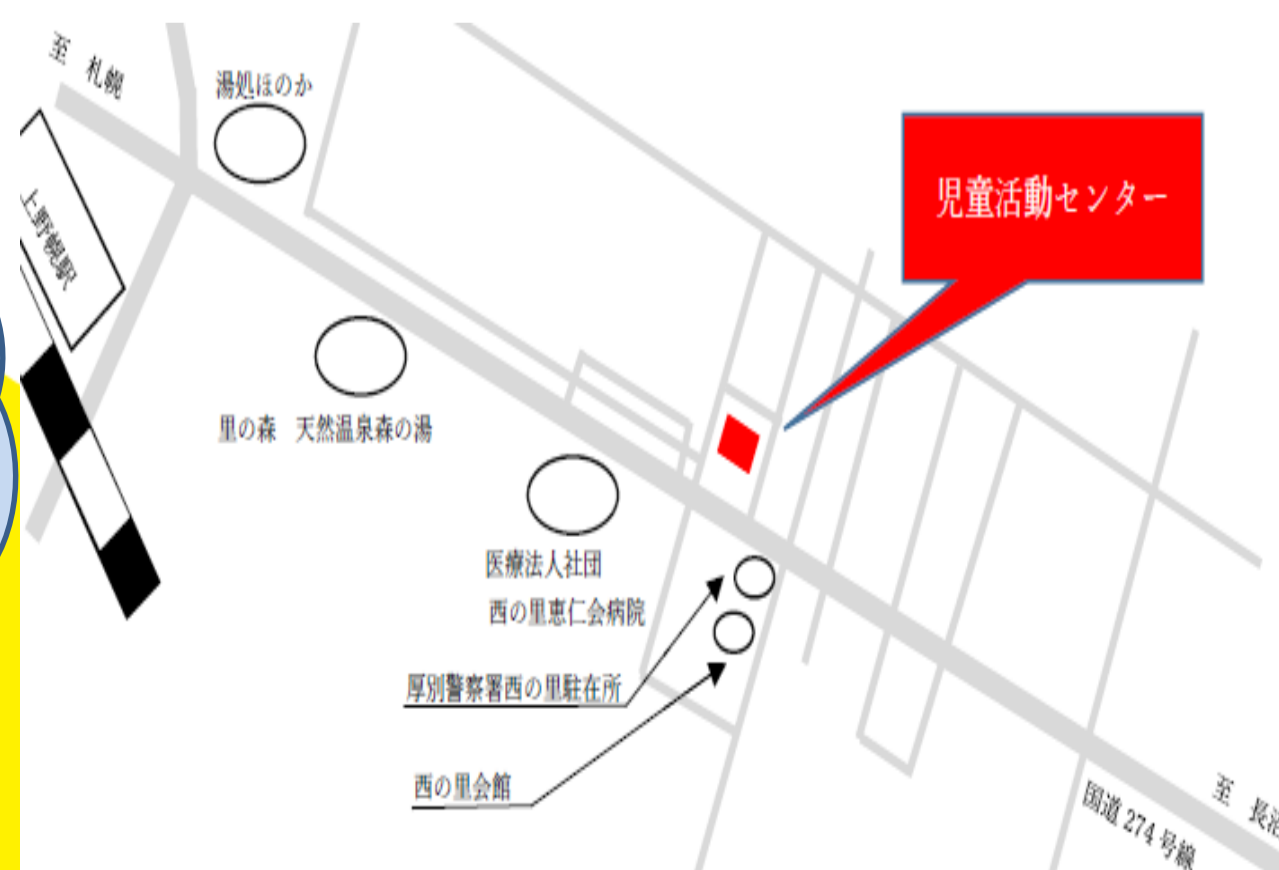 至 札幌
湯処ほのか
児童活動センター
上野幌駅
里の森 天然温泉森の湯
医療法人社団
西の里恵仁会病院
厚別警察署西の里駐在所
西の里会館
国道 274 号線
至 長沼